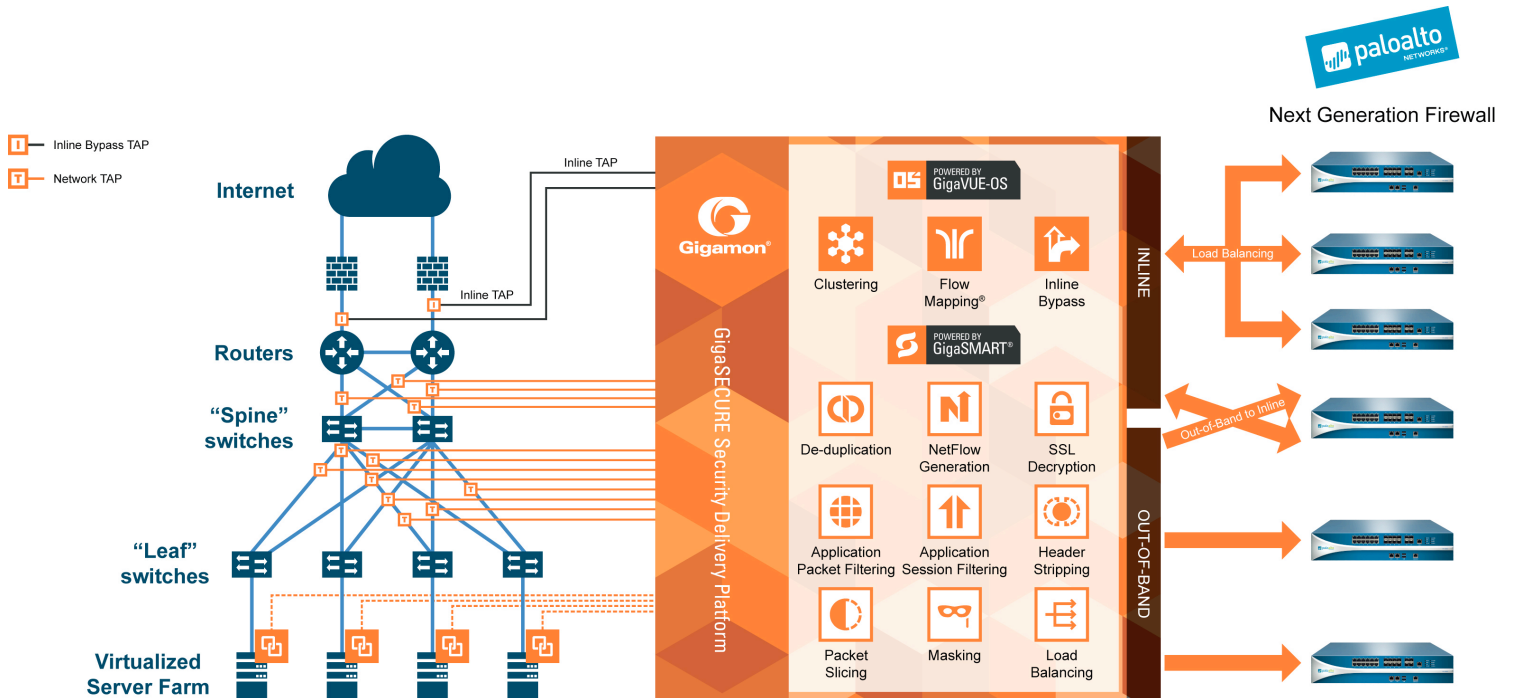 paloalto
NETWORKS®
Next Generation Firewall
I
Inline Bypass TAP
T
Network TAP
Internet
Inline TAP
Inline TAP
I
I
Routers
T
T
T
T
“Spine”
switches
T
T
T
T
T
T
T
T
“Leaf”
switches
Virtualized
Server Farm
Gigamon®
GigaSECURE Security Delivery Platform
OS
POWERED BY
GigaVUE-OS
Clustering
Flow
Mapping®
Inline
Bypass
POWERED BY
GigaSMART®
De-duplication
NetFlow
Generation
SSL
Decryption
Application
Packet Filtering
Application
Session Filtering
Header
Stripping
Packet
Slicing
Masking
Load
Balancing
INLINE
OUT-OF-BAND
Load Balancing
Out-of-Band to Inline